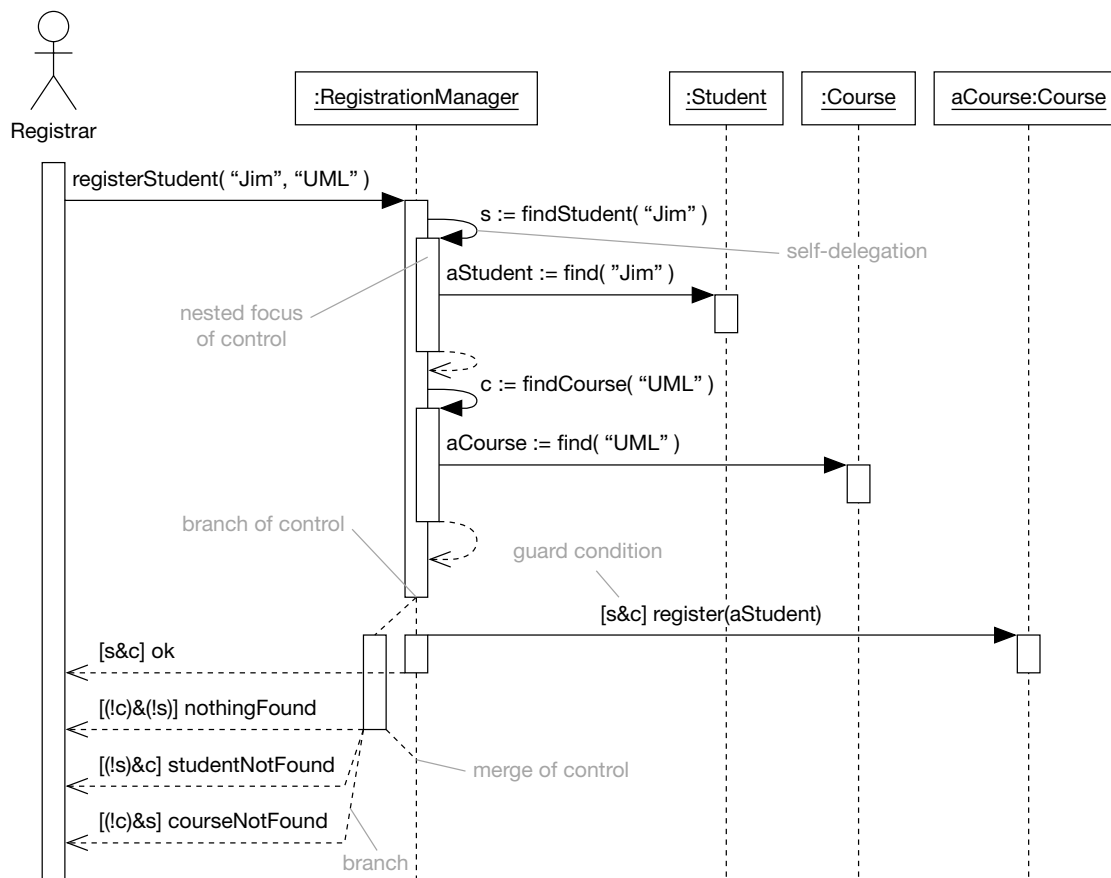 Registrar
:RegistrationManager
:Student
:Course
aCourse:Course
registerStudent( “Jim”, “UML” )
s := findStudent( “Jim” )
self-delegation
aStudent := find( "Jim” )
nested focus
of control
c := findCourse( “UML” )
aCourse := find( “UML” )
branch of control
guard condition
[s&c] register(aStudent)
[s&c] ok
[(!c)&(!s)] nothingFound
merge of control
[(!s)&c] studentNotFound
[(!c)&s] courseNotFound
branch